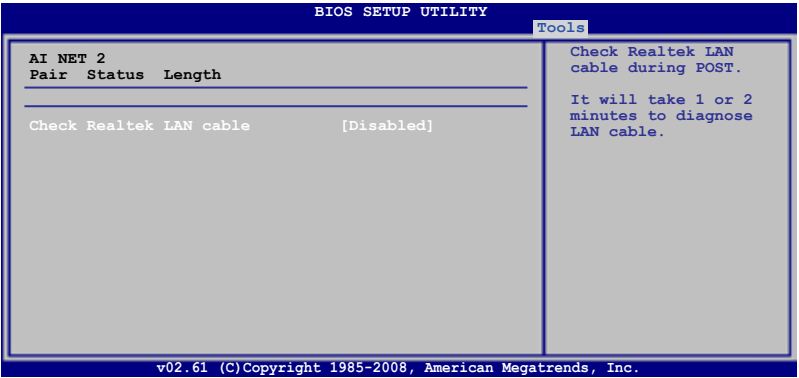 BIOS SETUP UTILITY
Tools
AI NET 2
Pair Status Length
Check Realtek LAN cable [Disabled]
Check Realtek LAN
cable during POST.
It will take 1 or 2
minutes to diagnose
LAN cable.
v02.61 (C)Copyright 1985-2008, American Megatrends, Inc.